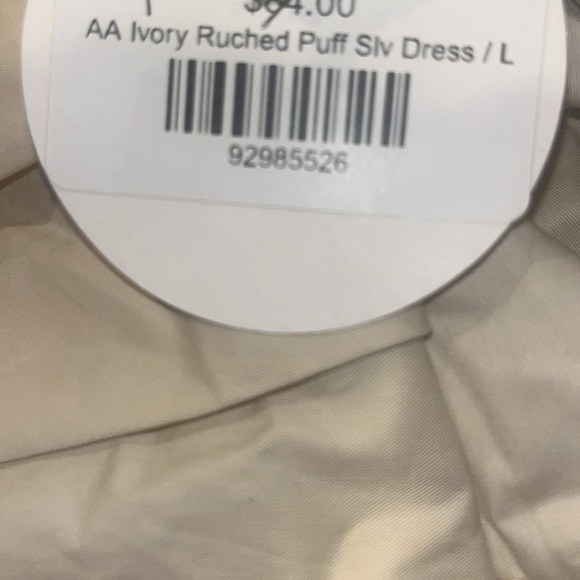 $64.00
AA Ivory Ruched Puff Slv Dress / L
92985526